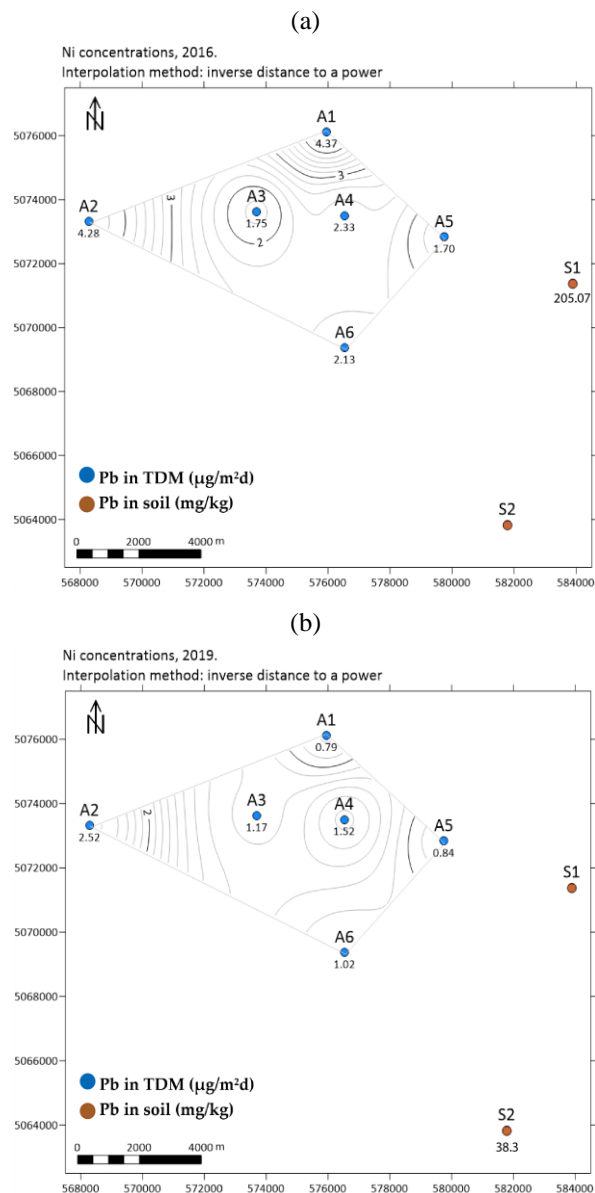 (a)
Ni concentrations, 2016.
Interpolation method: inverse distance to a power
N
A1
4.37
5076000
3
A3
1.75
A4
2.33
5074000
A2
4.28
3
2
A5
1.70
5072000
S1
205.07
5070000
A6
2.13
5068000
5066000
Pb in TDM (µg/m²d)
Pb in soil (mg/kg)
S2
5064000
0 2000 4000 m
568000 570000 572000 574000 576000 578000 580000 582000 584000
(b)
Ni concentrations, 2019.
Interpolation method: inverse distance to a power
N
A1
0.79
5076000
A3
1.17
A4
1.52
5074000
A2
2.52
2
A5
0.84
5072000
S1
5070000
A6
1.02
5068000
5066000
Pb in TDM (µg/m²d)
Pb in soil (mg/kg)
S2
38.3
5064000
0 2000 4000 m
568000 570000 572000 574000 576000 578000 580000 582000 584000